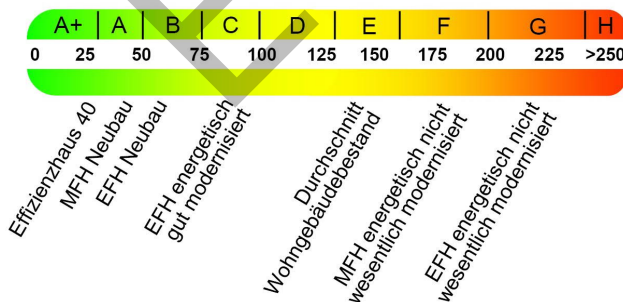 A+ A B C D E F G H
0 25 50 75 100 125 150 175 200 225 >250
Effizienzhaus 40
MFH Neubau
EFH Neubau
EFH energetisch
gut modernisiert
Durchschnitt
Wohngebäudebestand
MFH energetisch nicht
wesentlich modernisiert
EFH energetisch nicht
wesentlich modernisiert